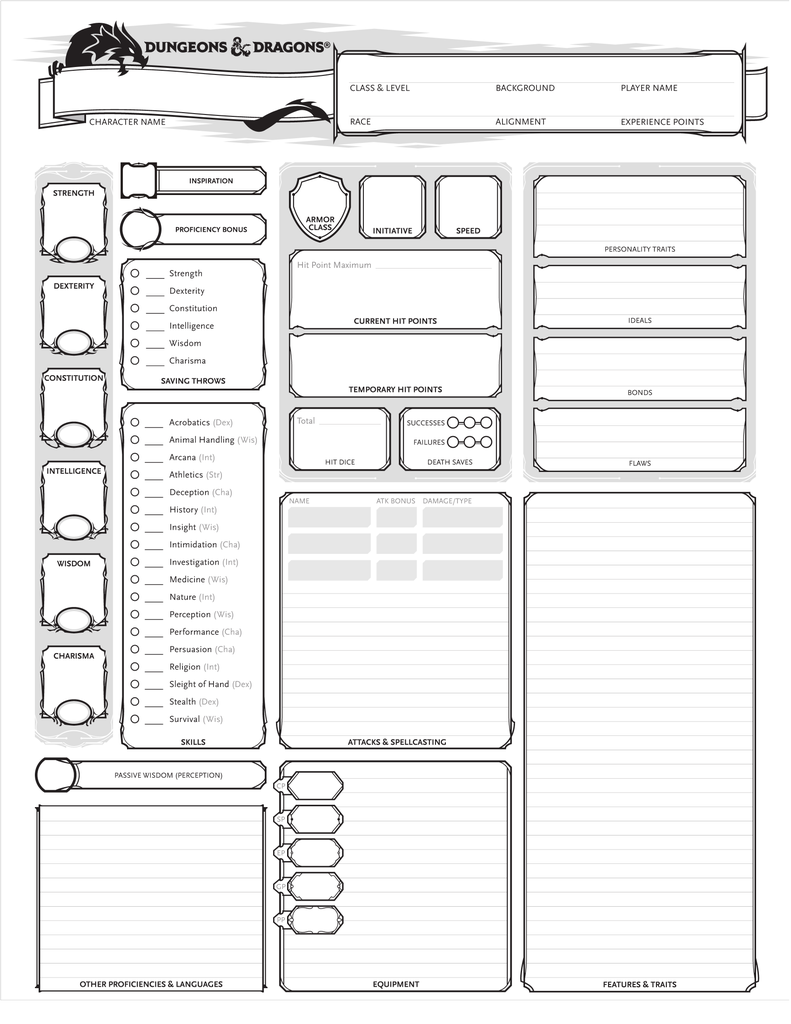 DUNGEONS & DRAGONS®
CHARACTER NAME
CLASS & LEVEL
BACKGROUND
PLAYER NAME
RACE
ALIGNMENT
EXPERIENCE POINTS
STRENGTH
DEXTERITY
CONSTITUTION
INTELLIGENCE
WISDOM
CHARISMA
INSPIRATION
PROFICIENCY BONUS
Strength
Dexterity
Constitution
Intelligence
Wisdom
Charisma
SAVING THROWS
Acrobatics (Dex)
Animal Handling (Wis)
Arcana (Int)
Athletics (Str)
Deception (Cha)
History (Int)
Insight (Wis)
Intimidation (Cha)
Investigation (Int)
Medicine (Wis)
Nature (Int)
Perception (Wis)
Performance (Cha)
Persuasion (Cha)
Religion (Int)
Sleight of Hand (Dex)
Stealth (Dex)
Survival (Wis)
SKILLS
PASSIVE WISDOM (PERCEPTION)
OTHER PROFICIENCIES & LANGUAGES
ARMOR
CLASS
INITIATIVE
SPEED
Hit Point Maximum
CURRENT HIT POINTS
TEMPORARY HIT POINTS
Total
HIT DICE
SUCCESSES
FAILURES
DEATH SAVES
NAME
ATK BONUS
DAMAGE/TYPE
ATTACKS & SPELLCASTING
CP
SP
EP
GP
PP
EQUIPMENT
PERSONALITY TRAITS
IDEALS
BONDS
FLAWS
FEATURES & TRAITS